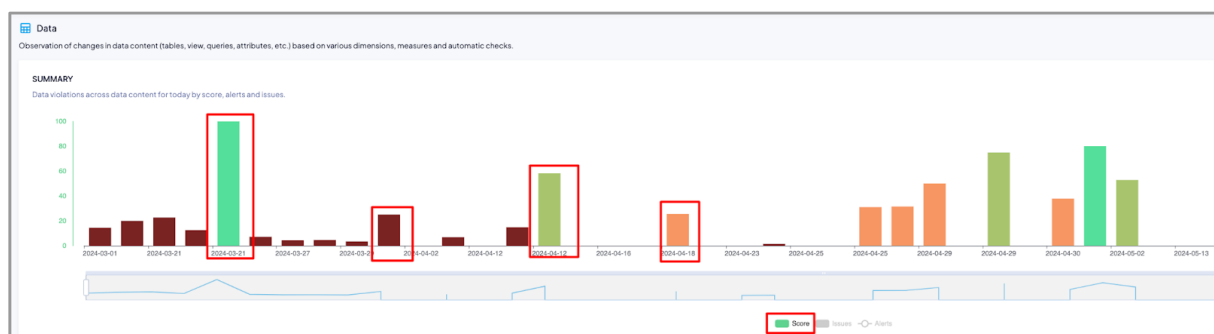 Data
Observation of changes in data content (tables, view, queries, attributes, etc.) based on various dimensions, measures and automatic checks.
SUMMARY
Data violations across data content for today by score, alerts and issues.
100
80
60
40
20
0
2024-03-01 2024-03-21 2024-03-21 2024-03-27 2024-03-29 2024-04-02 2024-04-12 2024-04-12 2024-04-16 2024-04-18 2024-04-23 2024-04-25 2024-04-25 2024-04-29 2024-04-29 2024-04-30 2024-05-02 2024-05-13
Score Issues Alerts